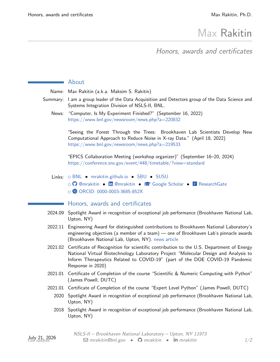 Honors, awards and certificates Max Rakitin, Ph.D.
Max Rakitin
Honors, awards and certificates
About
Name: Max Rakitin (a.k.a. Maksim S. Rakitin)
Summary: I am a group leader of the Data Acquisition and Detectors group of the Data Science and
Systems Integration Division of NSLS-II, BNL.
News: "Computer, Is My Experiment Finished?" (September 16, 2022)
https://www.bnl.gov/newsroom/news.php?a=220832
"Seeing the Forest Through the Trees: Brookhaven Lab Scientists Develop New
Computational Approach to Reduce Noise in X-ray Data." (April 18, 2022)
https://www.bnl.gov/newsroom/news.php?a=219533
"EPICS Collaboration Meeting (workshop organizer)" (September 16–20, 2024)
https://conference.sns.gov/event/448/timetable/?view=standard
Links: BNL • mrakitin.github.io • SBU • SUSU
@mrakitin • @mrakitin • Google Scholar • ResearchGate
Honors, awards and certificates
2024.09 Spotlight Award in recognition of exceptional job performance (Brookhaven National Lab,
Upton, NY)
2022.11 Engineering Award for distinguished contributions to Brookhaven National Laboratory's
engineering objectives (a member of a team) — one of Brookhaven Lab's pinnacle awards
(Brookhaven National Lab, Upton, NY) news article
2021.02 Certificate of Recognition for scientific contribution to the U.S. Department of Energy
National Virtual Biotechnology Laboratory Project: "Molecular Design and Analysis to
Inform Therapeutics Related to COVID-19" (part of the DOE COVID-19 Pandemic
Response in 2020)
2021.01 Certificate of Completion of the course "Scientific & Numeric Computing with Python"
(James Powell, DUTC)
2021.01 Certificate of Completion of the course "Expert Level Python" (James Powell, DUTC)
2020 Spotlight Award in recognition of exceptional job performance (Brookhaven National Lab,
Upton, NY)
2018 Spotlight Award in recognition of exceptional job performance (Brookhaven National Lab,
Upton, NY)
NSLS-II – Brookhaven National Laboratory – Upton, NY 11973
July 21, 2026 mrakitin@bnl.gov • mrakitin • mrakitin 1/2